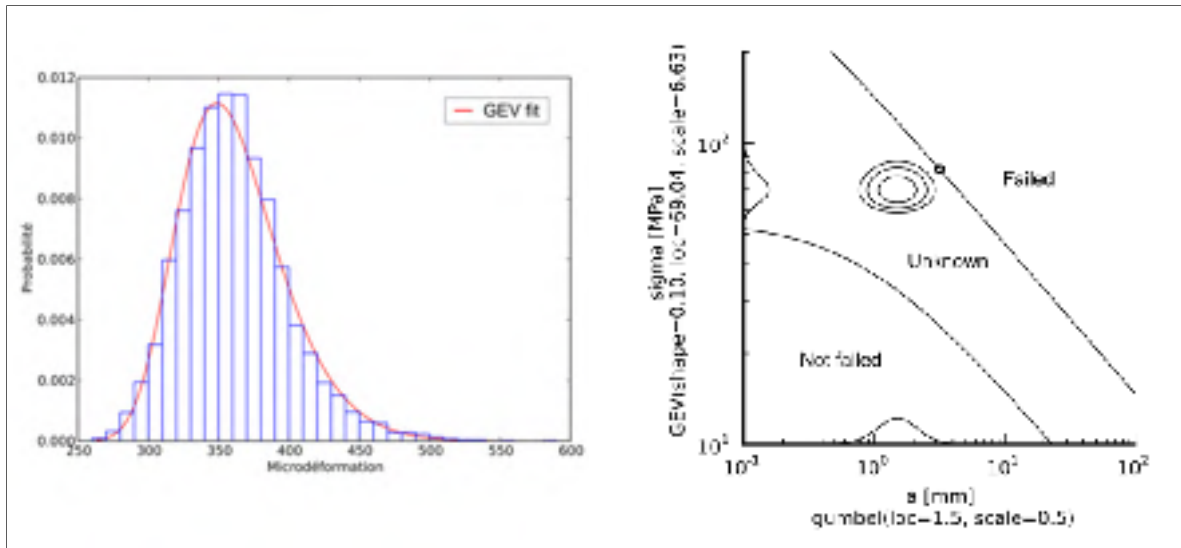 0.012
0.010
0.008
0.006
0.004
0.002
0.000
Probabilité
250
300
350
400
450
500
550
600
Microdéformation
GEV fit
sigma [MPa]
GEV(shape=0.10, loc=69.04, scale=6.63)
10²
10¹
Failed
Unknown
Not failed
10⁻¹
10⁰
10¹
10²
a [mm]
gumbel(loc=1.5, scale=0.5)